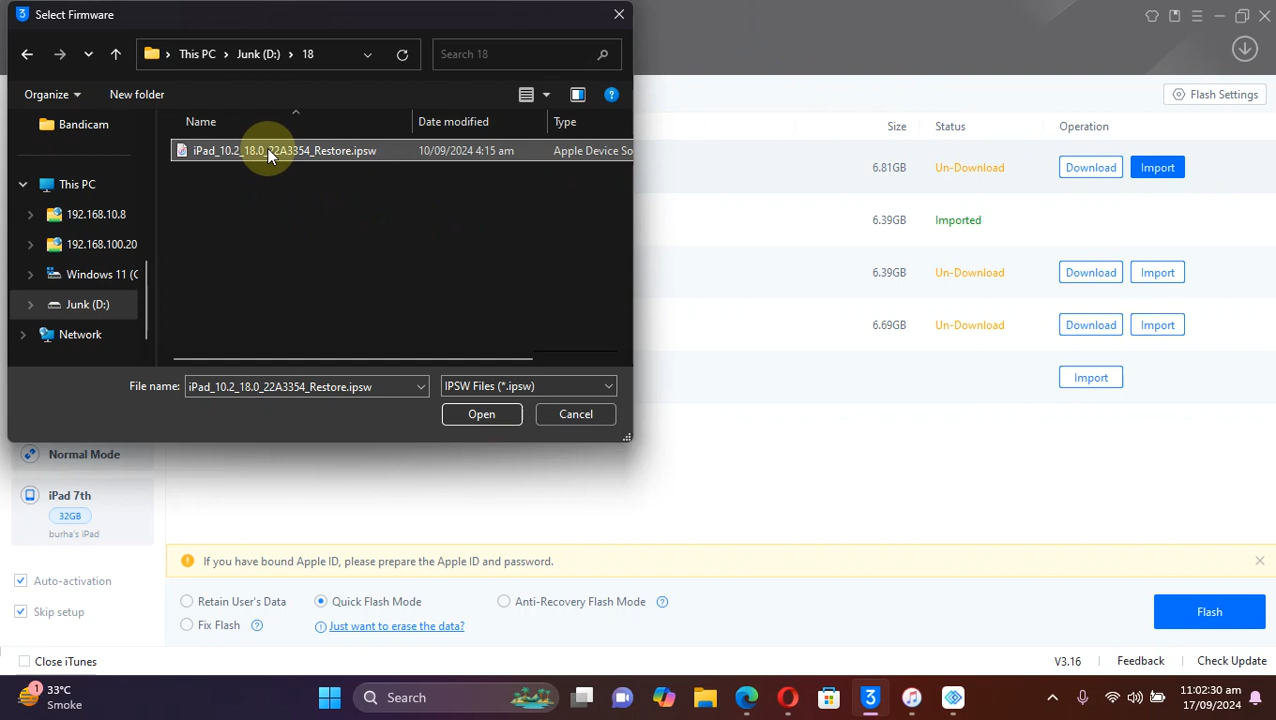 Select Firmware
This PC > Junk (D:) > 18
Search 18
Organize
New folder
Bandicam
This PC
192.168.10.8
192.168.100.20
Windows 11 (C
Junk (D:)
Network
Name
Date modified
Type
iPad_10.2_18.0_22A3354_Restore.ipsw
10/09/2024 4:15 am
Apple Device So
File name:
iPad_10.2_18.0_22A3354_Restore.ipsw
IPSW Files (*.ipsw)
Open
Cancel
Flash Settings
Size
Status
Operation
6.81GB
Un-Download
Download
Import
6.39GB
Imported
6.39GB
Un-Download
Download
Import
6.69GB
Un-Download
Download
Import
Import
Normal Mode
iPad 7th
32GB
burha's iPad
Auto-activation
Skip setup
If you have bound Apple ID, please prepare the Apple ID and password.
Retain User's Data
Quick Flash Mode
Anti-Recovery Flash Mode
Fix Flash
Just want to erase the data?
Flash
Close iTunes
V3.16
Feedback
Check Update
1
33°C
Smoke
Search
11:02:30 am
17/09/2024